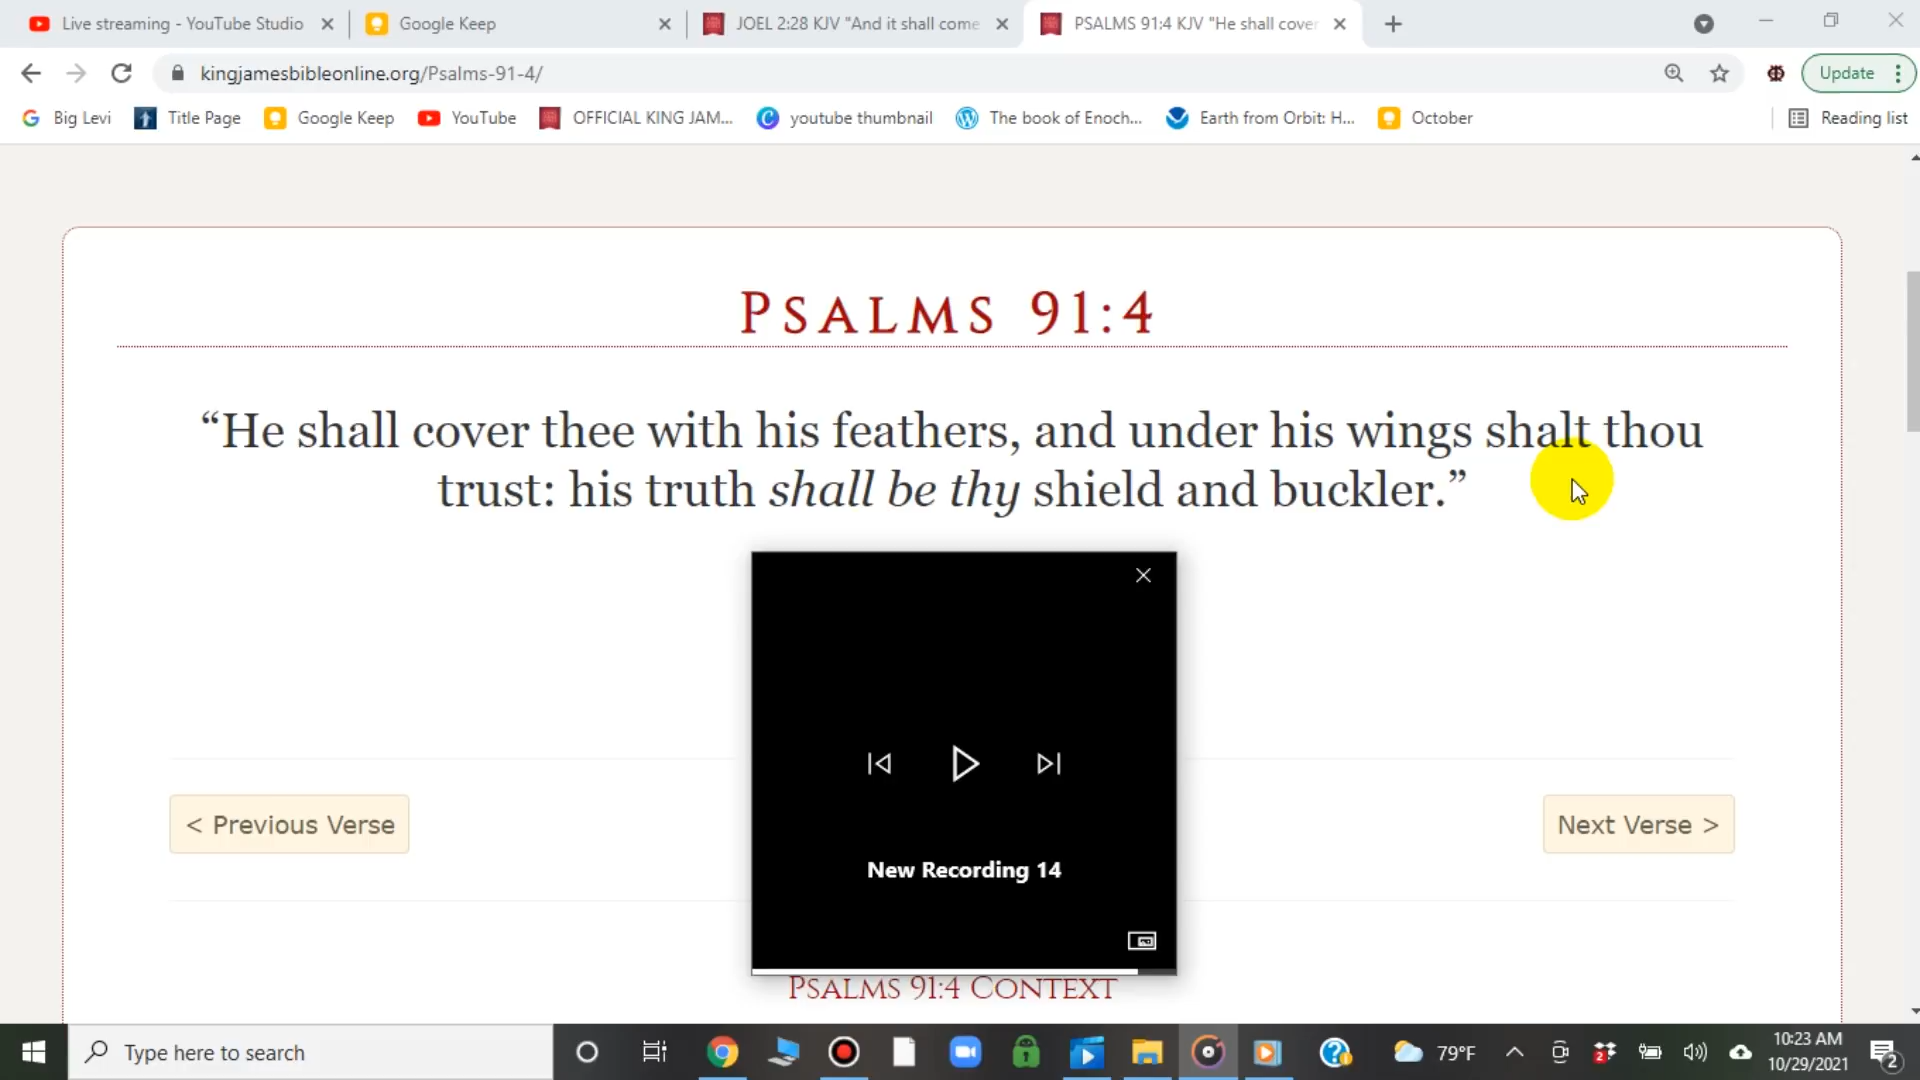 Live streaming - YouTube Studio
Google Keep
JOEL 2:28 KJV "And it shall come
PSALMS 91:4 KJV "He shall cover
kingjamesbibleonline.org/Psalms-91-4/
Update
Big Levi
Title Page
Google Keep
YouTube
OFFICIAL KING JAM...
youtube thumbnail
The book of Enoch...
Earth from Orbit: H...
October
Reading list
PSALMS 91:4
“He shall cover thee with his feathers, and under his wings shalt thou
trust: his truth shall be thy shield and buckler.”
< Previous Verse
Next Verse >
New Recording 14
PSALMS 91:4 CONTEXT
Type here to search
79°F
10:23 AM
10/29/2021
2
2